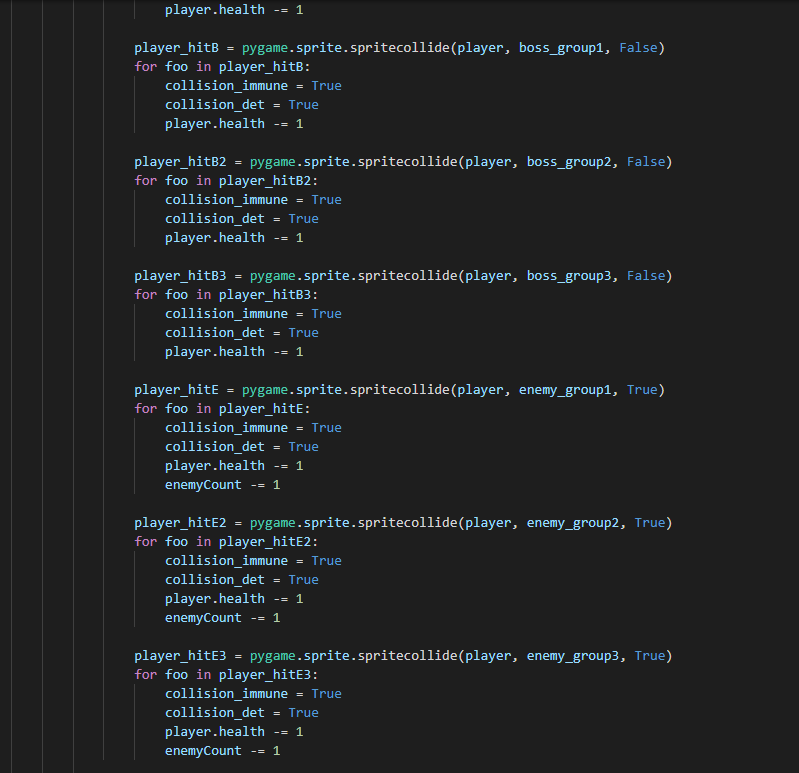 player.health -= 1
player_hitB = pygame.sprite.spritecollide(player, boss_group1, False)
for foo in player_hitB:
collision_immune = True
collision_det = True
player.health -= 1
player_hitB2 = pygame.sprite.spritecollide(player, boss_group2, False)
for foo in player_hitB2:
collision_immune = True
collision_det = True
player.health -= 1
player_hitB3 = pygame.sprite.spritecollide(player, boss_group3, False)
for foo in player_hitB3:
collision_immune = True
collision_det = True
player.health -= 1
player_hitE = pygame.sprite.spritecollide(player, enemy_group1, True)
for foo in player_hitE:
collision_immune = True
collision_det = True
player.health -= 1
enemyCount -= 1
player_hitE2 = pygame.sprite.spritecollide(player, enemy_group2, True)
for foo in player_hitE2:
collision_immune = True
collision_det = True
player.health -= 1
enemyCount -= 1
player_hitE3 = pygame.sprite.spritecollide(player, enemy_group3, True)
for foo in player_hitE3:
collision_immune = True
collision_det = True
player.health -= 1
enemyCount -= 1